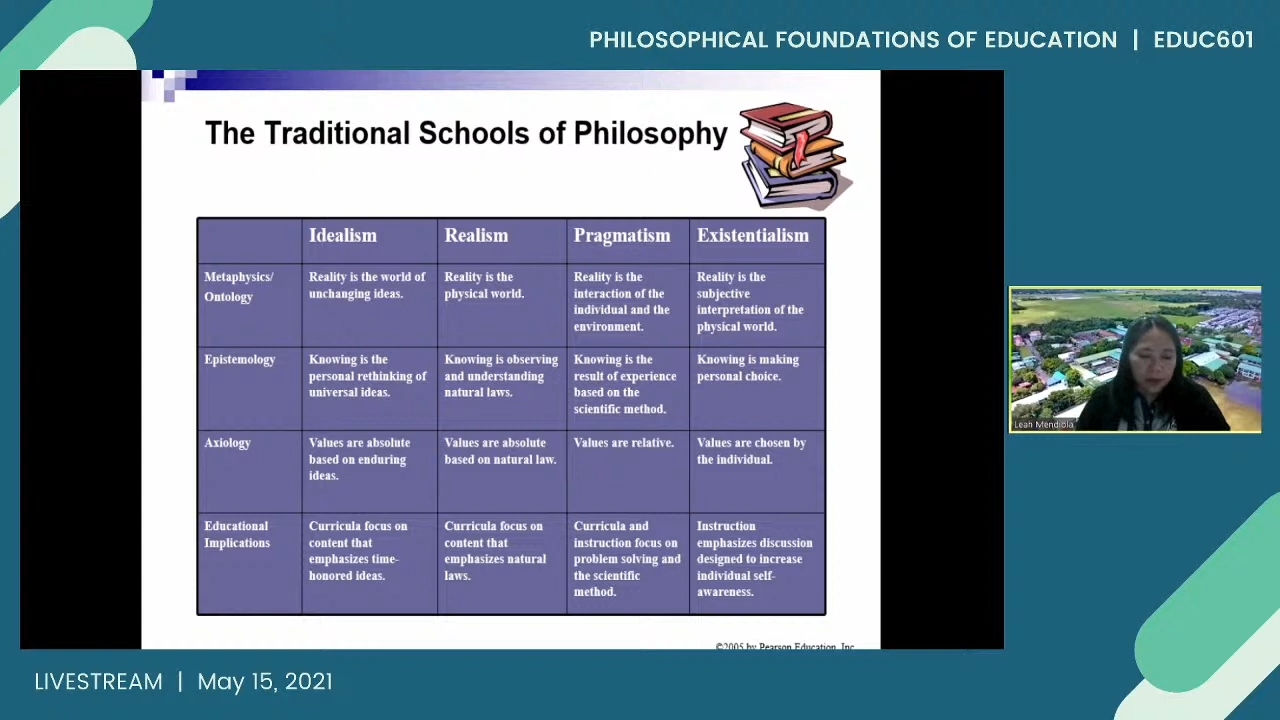 PHILOSOPHICAL FOUNDATIONS OF EDUCATION | EDUC601
The Traditional Schools of Philosophy
Idealism
Realism
Pragmatism
Existentialism
Metaphysics/
Ontology
Reality is the world of
unchanging ideas.
Reality is the
physical world.
Reality is the
interaction of the
individual and the
environment.
Reality is the
subjective
interpretation of the
physical world.
Epistemology
Knowing is the
personal rethinking of
universal ideas.
Knowing is observing
and understanding
natural laws.
Knowing is the
result of experience
based on the
scientific method.
Knowing is making
personal choice.
Axiology
Values are absolute
based on enduring
ideas.
Values are absolute
based on natural law.
Values are relative.
Values are chosen by
the individual.
Educational
Implications
Curricula focus on
content that
emphasizes time-
honored ideas.
Curricula focus on
content that
emphasizes natural
laws.
Curricula and
instruction focus on
problem solving and
the scientific
method.
Instruction
emphasizes discussion
designed to increase
individual self-
awareness.
©2005 by Pearson Education, Inc
Leah Mendiola
LIVESTREAM | May 15, 2021